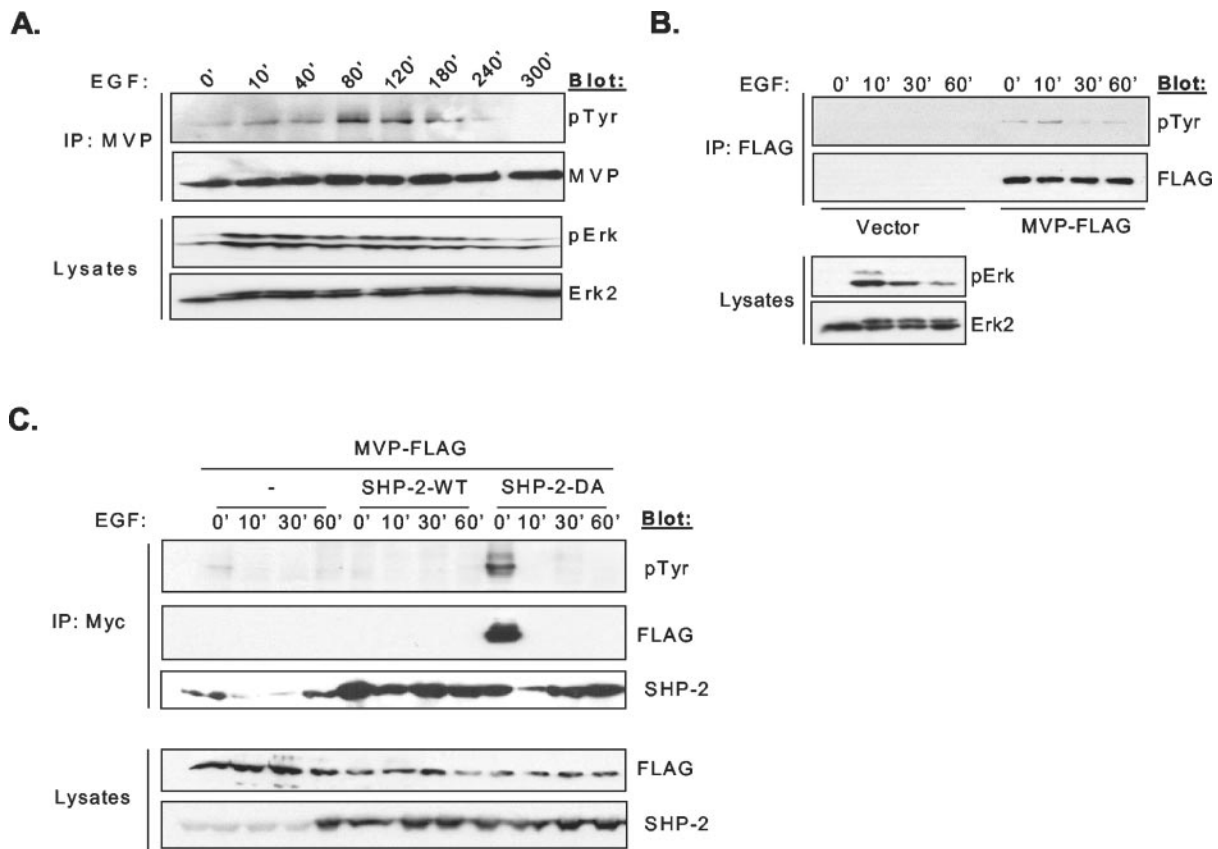 A.
EGF: 0’ 10’ 40’ 80’ 120’ 180’ 240’ 300’ Blot:
IP: MVP
pTyr
MVP
Lysates
pErk
Erk2
B.
EGF: 0’ 10’ 30’ 60’ 0’ 10’ 30’ 60’ Blot:
IP: FLAG
pTyr
FLAG
Vector MVP-FLAG
Lysates
pErk
Erk2
C.
MVP-FLAG
- SHP-2-WT SHP-2-DA
EGF: 0’ 10’ 30’ 60’ 0’ 10’ 30’ 60’ 0’ 10’ 30’ 60’ Blot:
IP: Myc
pTyr
FLAG
SHP-2
Lysates
FLAG
SHP-2